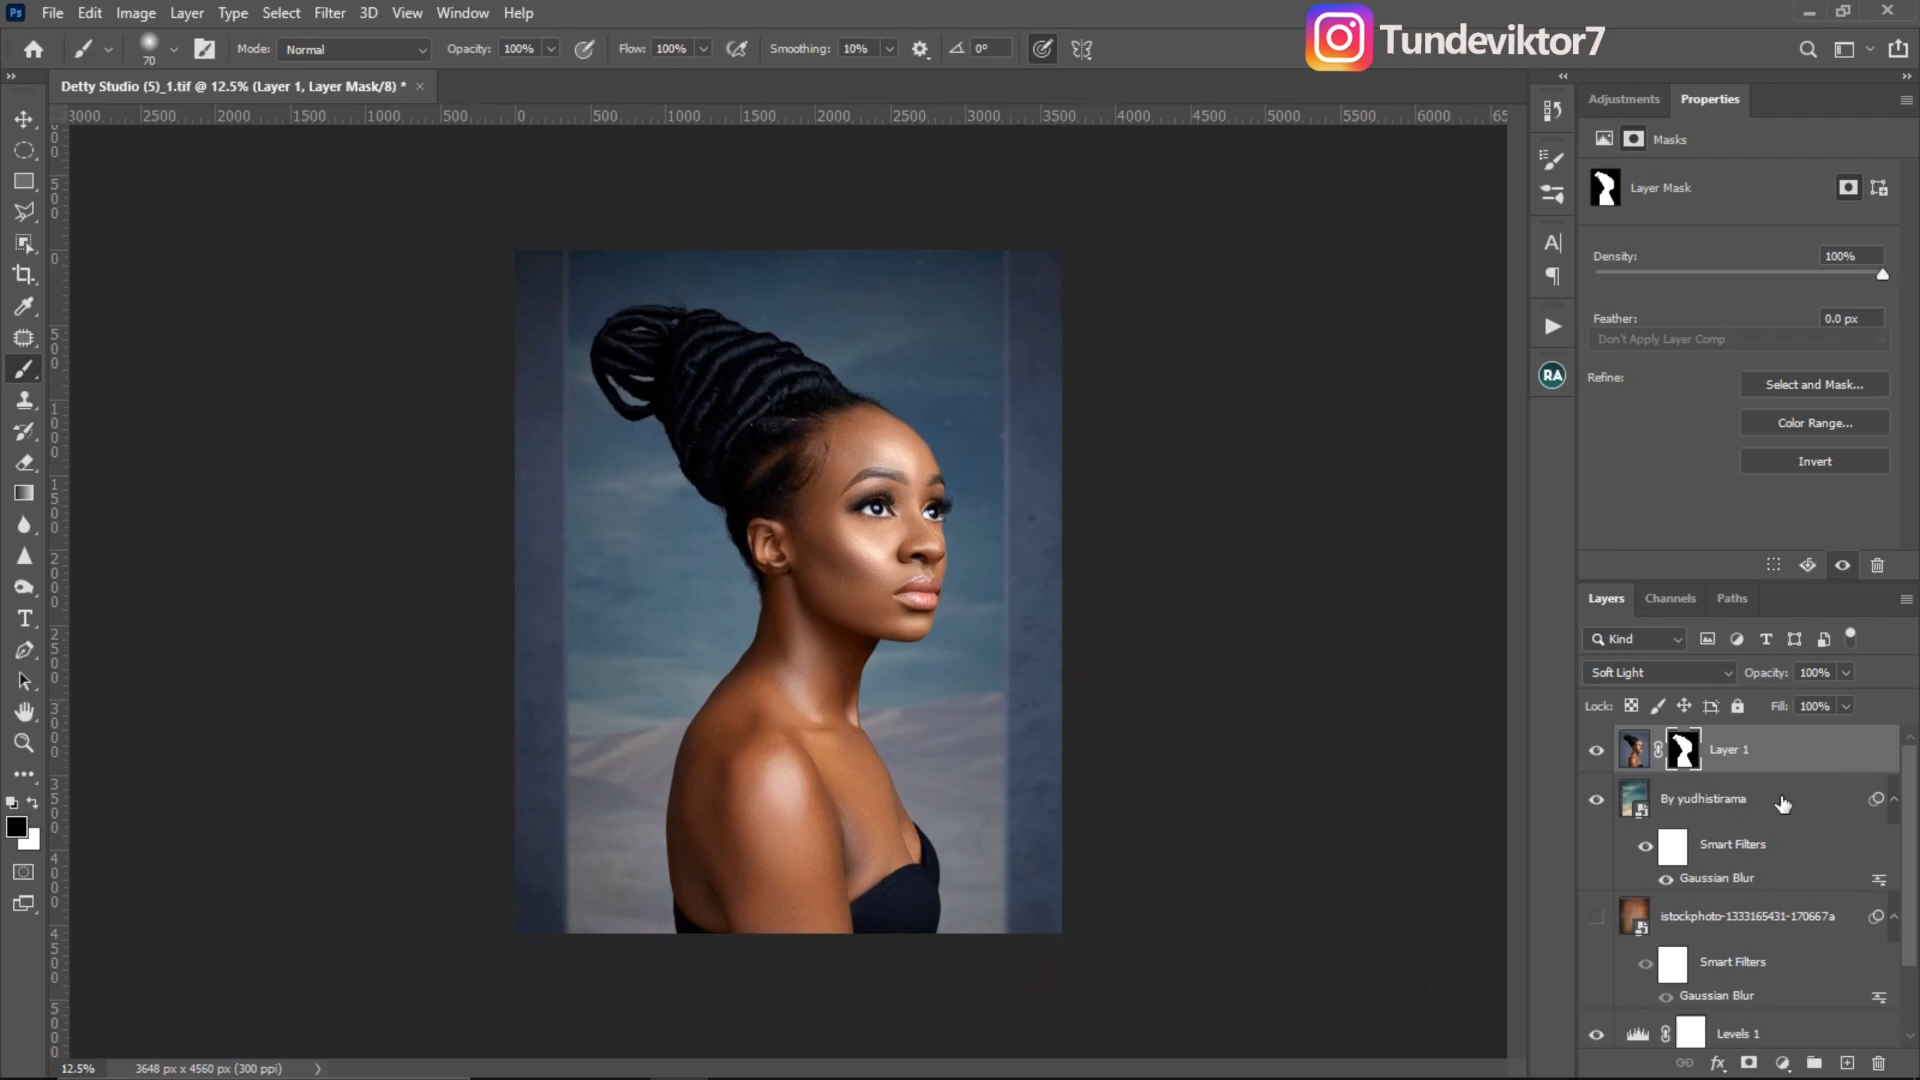 Ps File Edit Image Layer Type Select Filter 3D View Window Help
Tundeviktor7
70 Mode: Normal Opacity: 100% Flow: 100% Smoothing: 10% 0°
Detty Studio (5)_1.tif @ 12.5% (Layer 1, Layer Mask/8) *
3000 2500 2000 1500 1000 500 0 500 1000 1500 2000 2500 3000 3500 4000 4500 5000 5500 6000 65
Adjustments Properties
Masks
Layer Mask
Density: 100%
Feather: 0.0 px
Don't Apply Layer Comp
Refine: Select and Mask...
Color Range...
Invert
RA
Layers Channels Paths
Kind
Soft Light Opacity: 100%
Lock: Fill: 100%
Layer 1
By yudhistirama
Smart Filters
Gaussian Blur
istockphoto-1333165431-170667a
Smart Filters
Gaussian Blur
Levels 1
12.5% 3648 px x 4560 px (300 ppi)